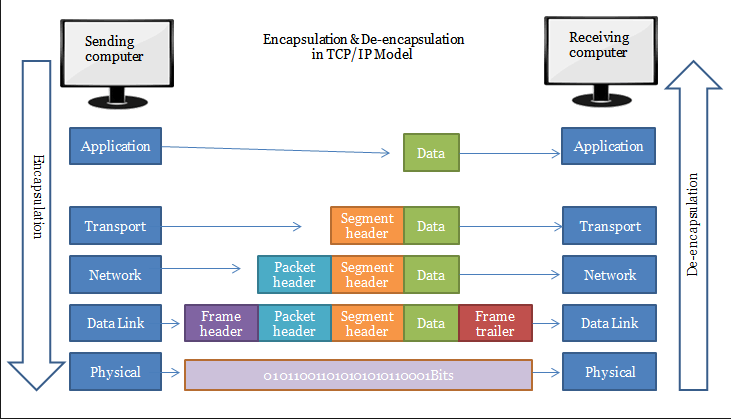 Sending
computer
Encapsulation & De-encapsulation
in TCP/IP Model
Receiving
computer
Encapsulation
De-encapsulation
Application
Data
Application
Transport
Segment
header
Data
Transport
Network
Packet
header
Segment
header
Data
Network
Data Link
Frame
header
Packet
header
Segment
header
Data
Frame
trailer
Data Link
Physical
010110011010101010110001Bits
Physical